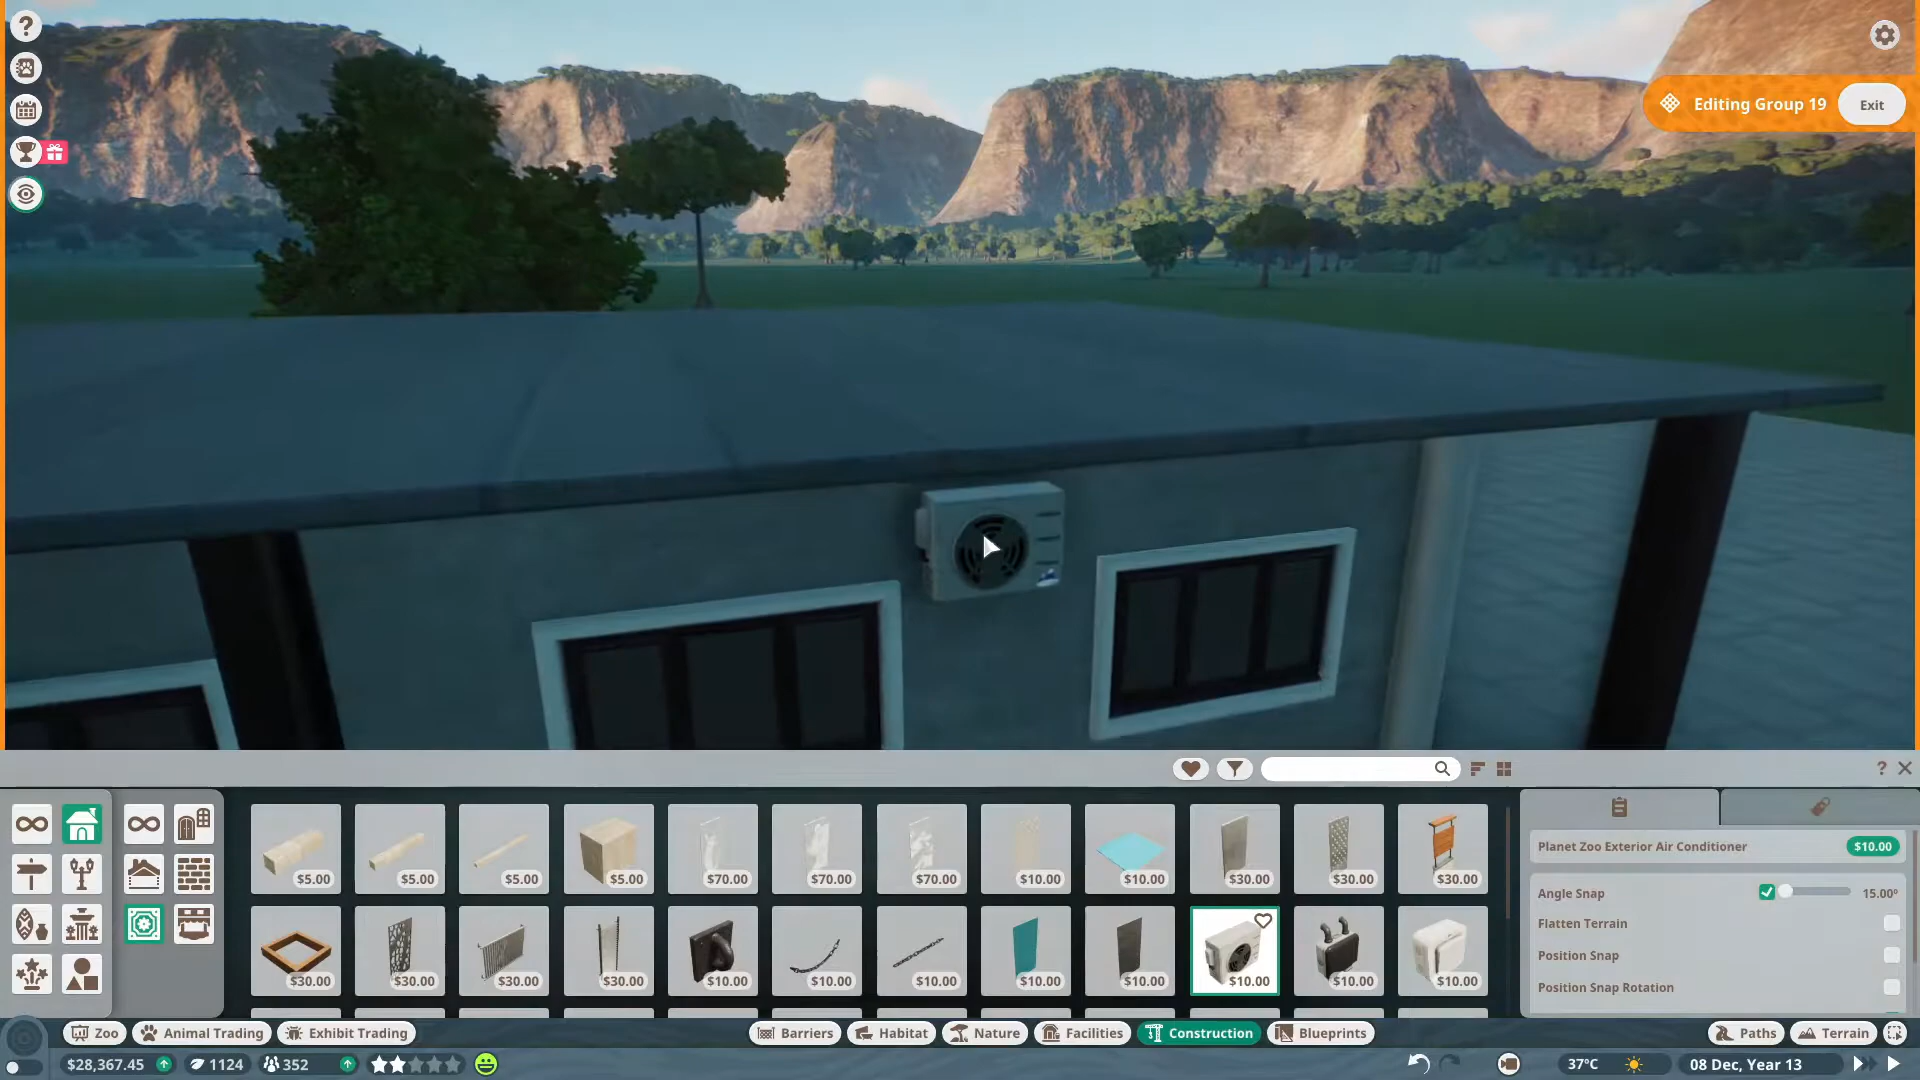 ?
Editing Group 19
Exit
?
$5.00
$5.00
$5.00
$5.00
$70.00
$70.00
$70.00
$10.00
$10.00
$30.00
$30.00
$30.00
$30.00
$30.00
$30.00
$30.00
$10.00
$10.00
$10.00
$10.00
$10.00
$10.00
$10.00
$10.00
Planet Zoo Exterior Air Conditioner
$10.00
Angle Snap
15.00°
Flatten Terrain
Position Snap
Position Snap Rotation
Zoo
Animal Trading
Exhibit Trading
Barriers
Habitat
Nature
Facilities
Construction
Blueprints
Paths
Terrain
$28,367.45
1124
352
37°C
08 Dec, Year 13